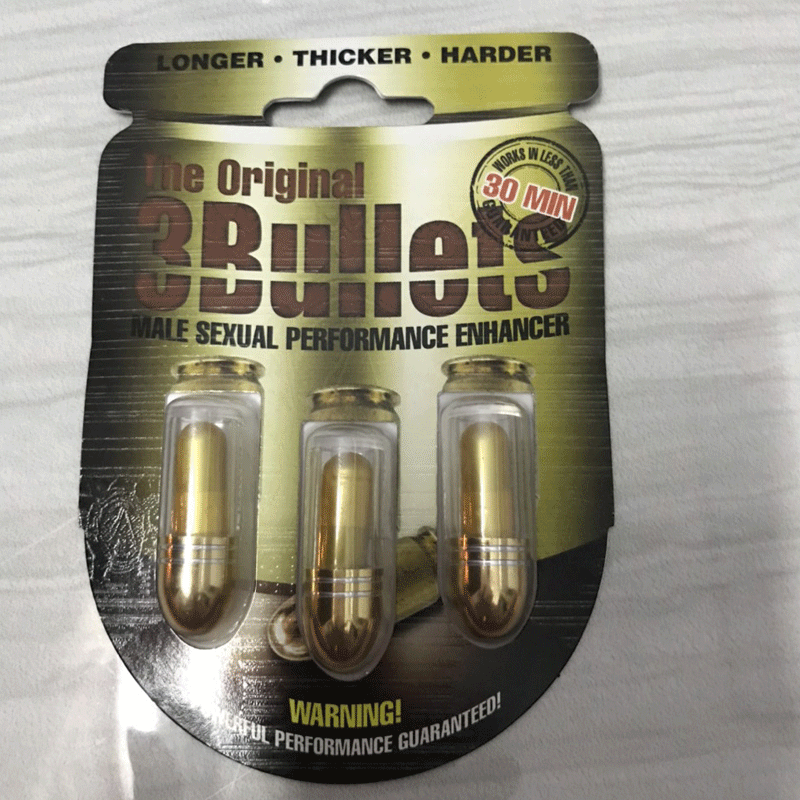 LONGER • THICKER • HARDER
The Original
3Bullets
WORKS IN LESS THAN
30 MIN
GUARANTEED
MALE SEXUAL PERFORMANCE ENHANCER
WARNING!
PERFORMANCE GUARANTEED!